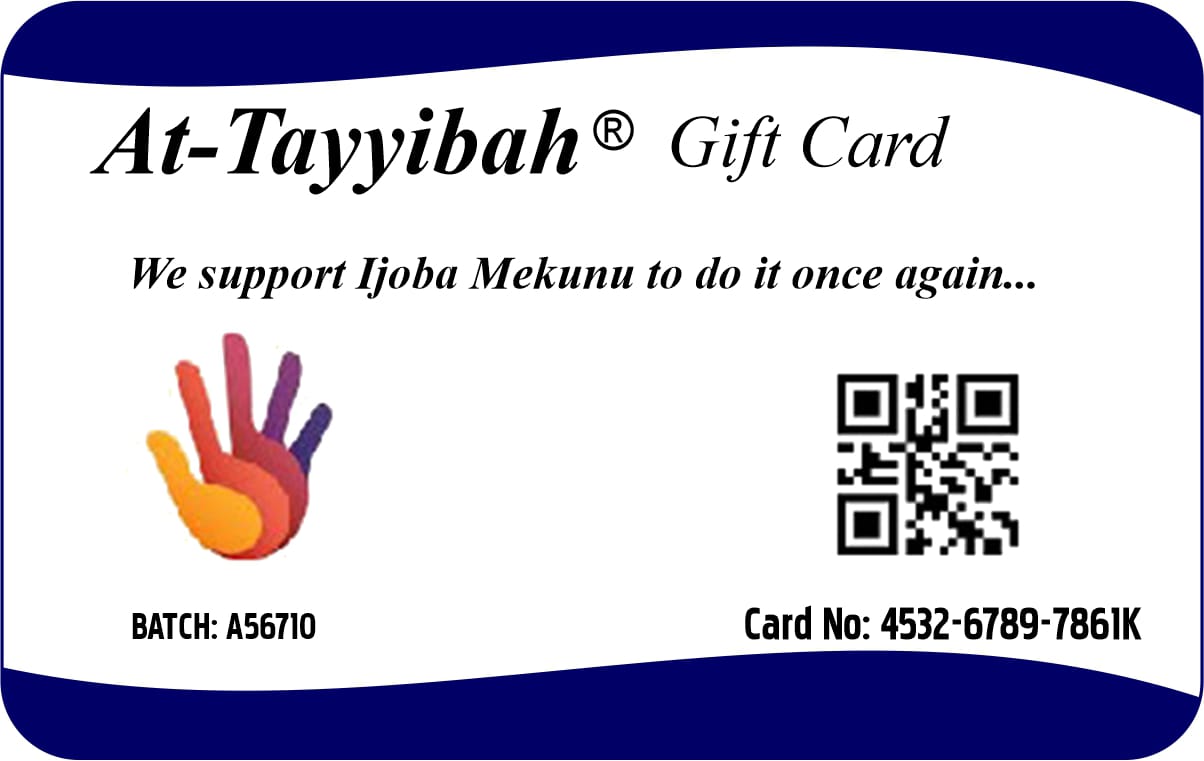 At-Tayyibah® Gift Card
We support Ijoba Mekunu to do it once again...
BATCH: A56710
Card No: 4532-6789-7861K